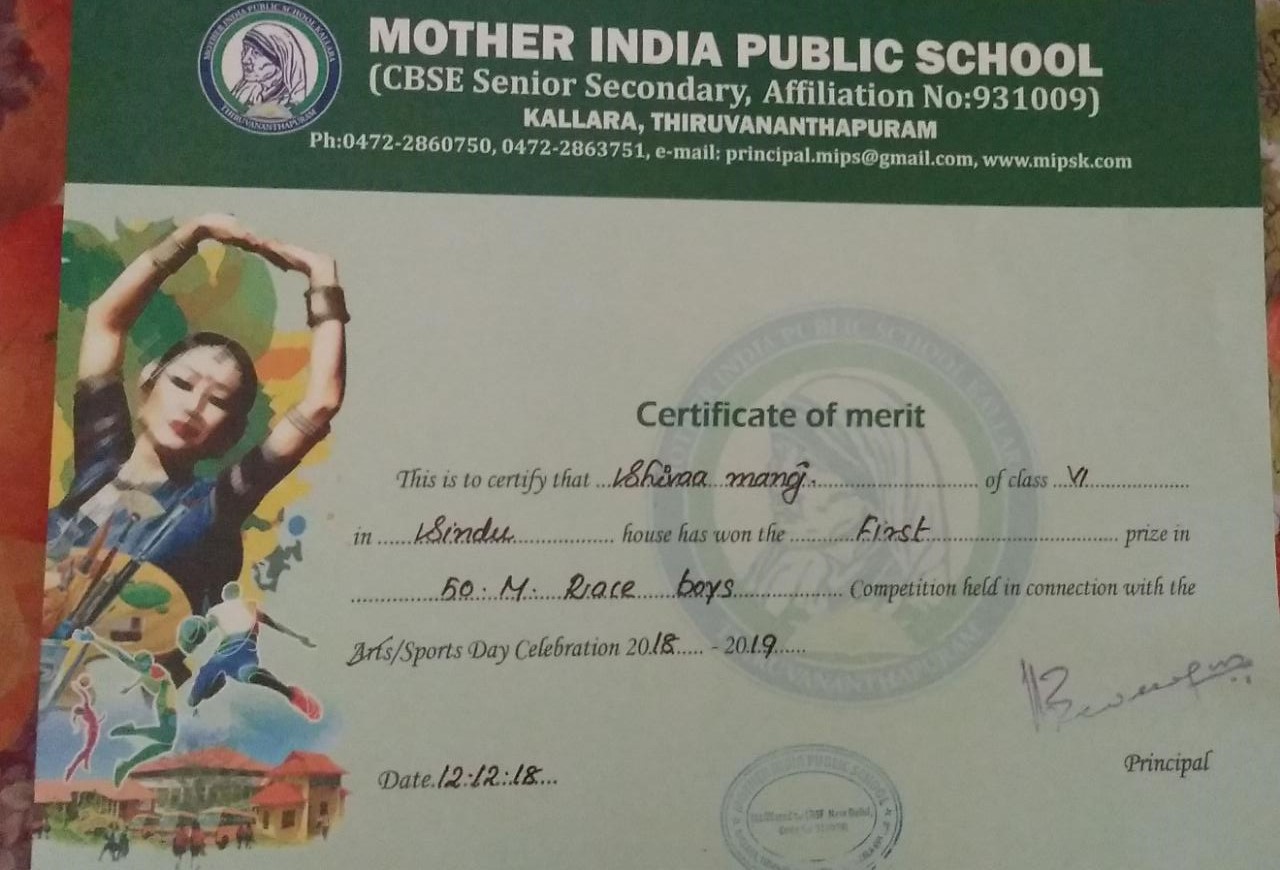 MOTHER INDIA PUBLIC SCHOOL KALLARA
THIRUVANANTHAPURAM
MOTHER INDIA PUBLIC SCHOOL
(CBSE Senior Secondary, Affiliation No:931009)
KALLARA, THIRUVANANTHAPURAM
Ph:0472-2860750, 0472-2863751, e-mail: principal.mips@gmail.com, www.mipsk.com
Certificate of merit
This is to certify that ...Shivaa manoj.... of class ..VI....
in ....Sindu.... house has won the ....First.... prize in
....50. M. Race boys.... Competition held in connection with the
Arts/Sports Day Celebration 2018..... - 2019.....
Date.12:12:18....
Principal
MOTHER INDIA PUBLIC SCHOOL